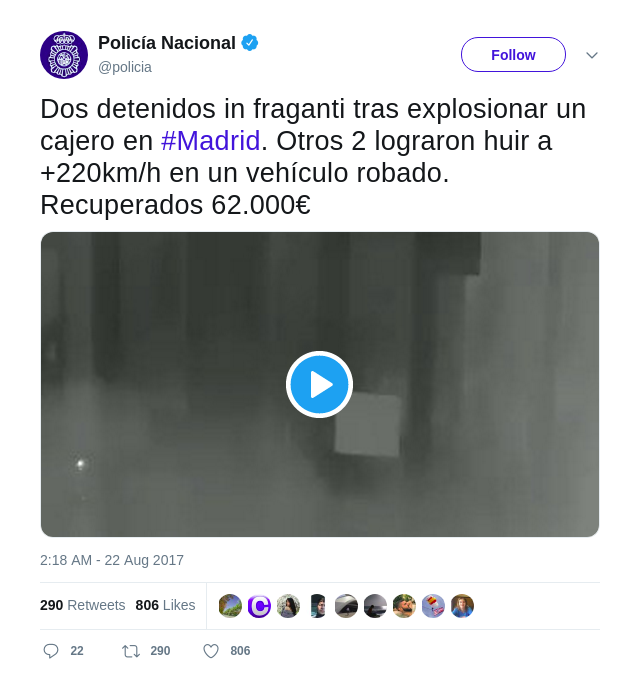 Policía Nacional
@policia
Follow
Dos detenidos in fraganti tras explosionar un
cajero en #Madrid. Otros 2 lograron huir a
+220km/h en un vehículo robado.
Recuperados 62.000€
2:18 AM - 22 Aug 2017
290 Retweets 806 Likes
22 290 806